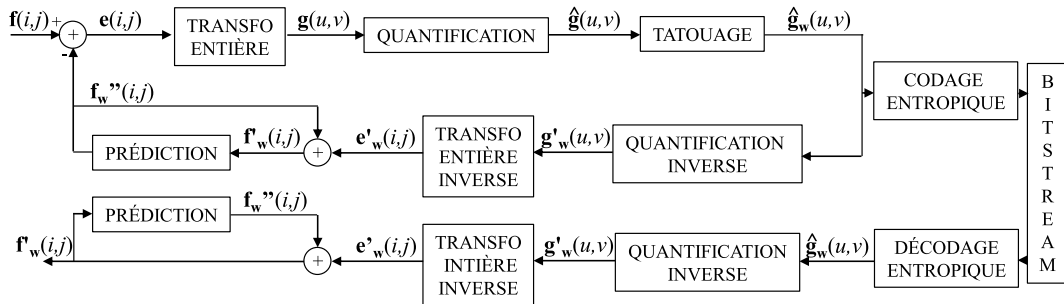 f(i,j)
+
-
e(i,j)
TRANSFO
ENTIÈRE
g(u,v)
QUANTIFICATION
ĝ(u,v)
TATOUAGE
ĝw(u,v)
CODAGE
ENTROPIQUE
BITSTREAM
fw''(i,j)
PRÉDICTION
f'w(i,j)
+
e'w(i,j)
TRANSFO
ENTIÈRE
INVERSE
g'w(u,v)
QUANTIFICATION
INVERSE
f'w(i,j)
PRÉDICTION
fw''(i,j)
+
e'w(i,j)
TRANSFO
INTIÈRE
INVERSE
g'w(u,v)
QUANTIFICATION
INVERSE
ĝw(u,v)
DÉCODAGE
ENTROPIQUE
+